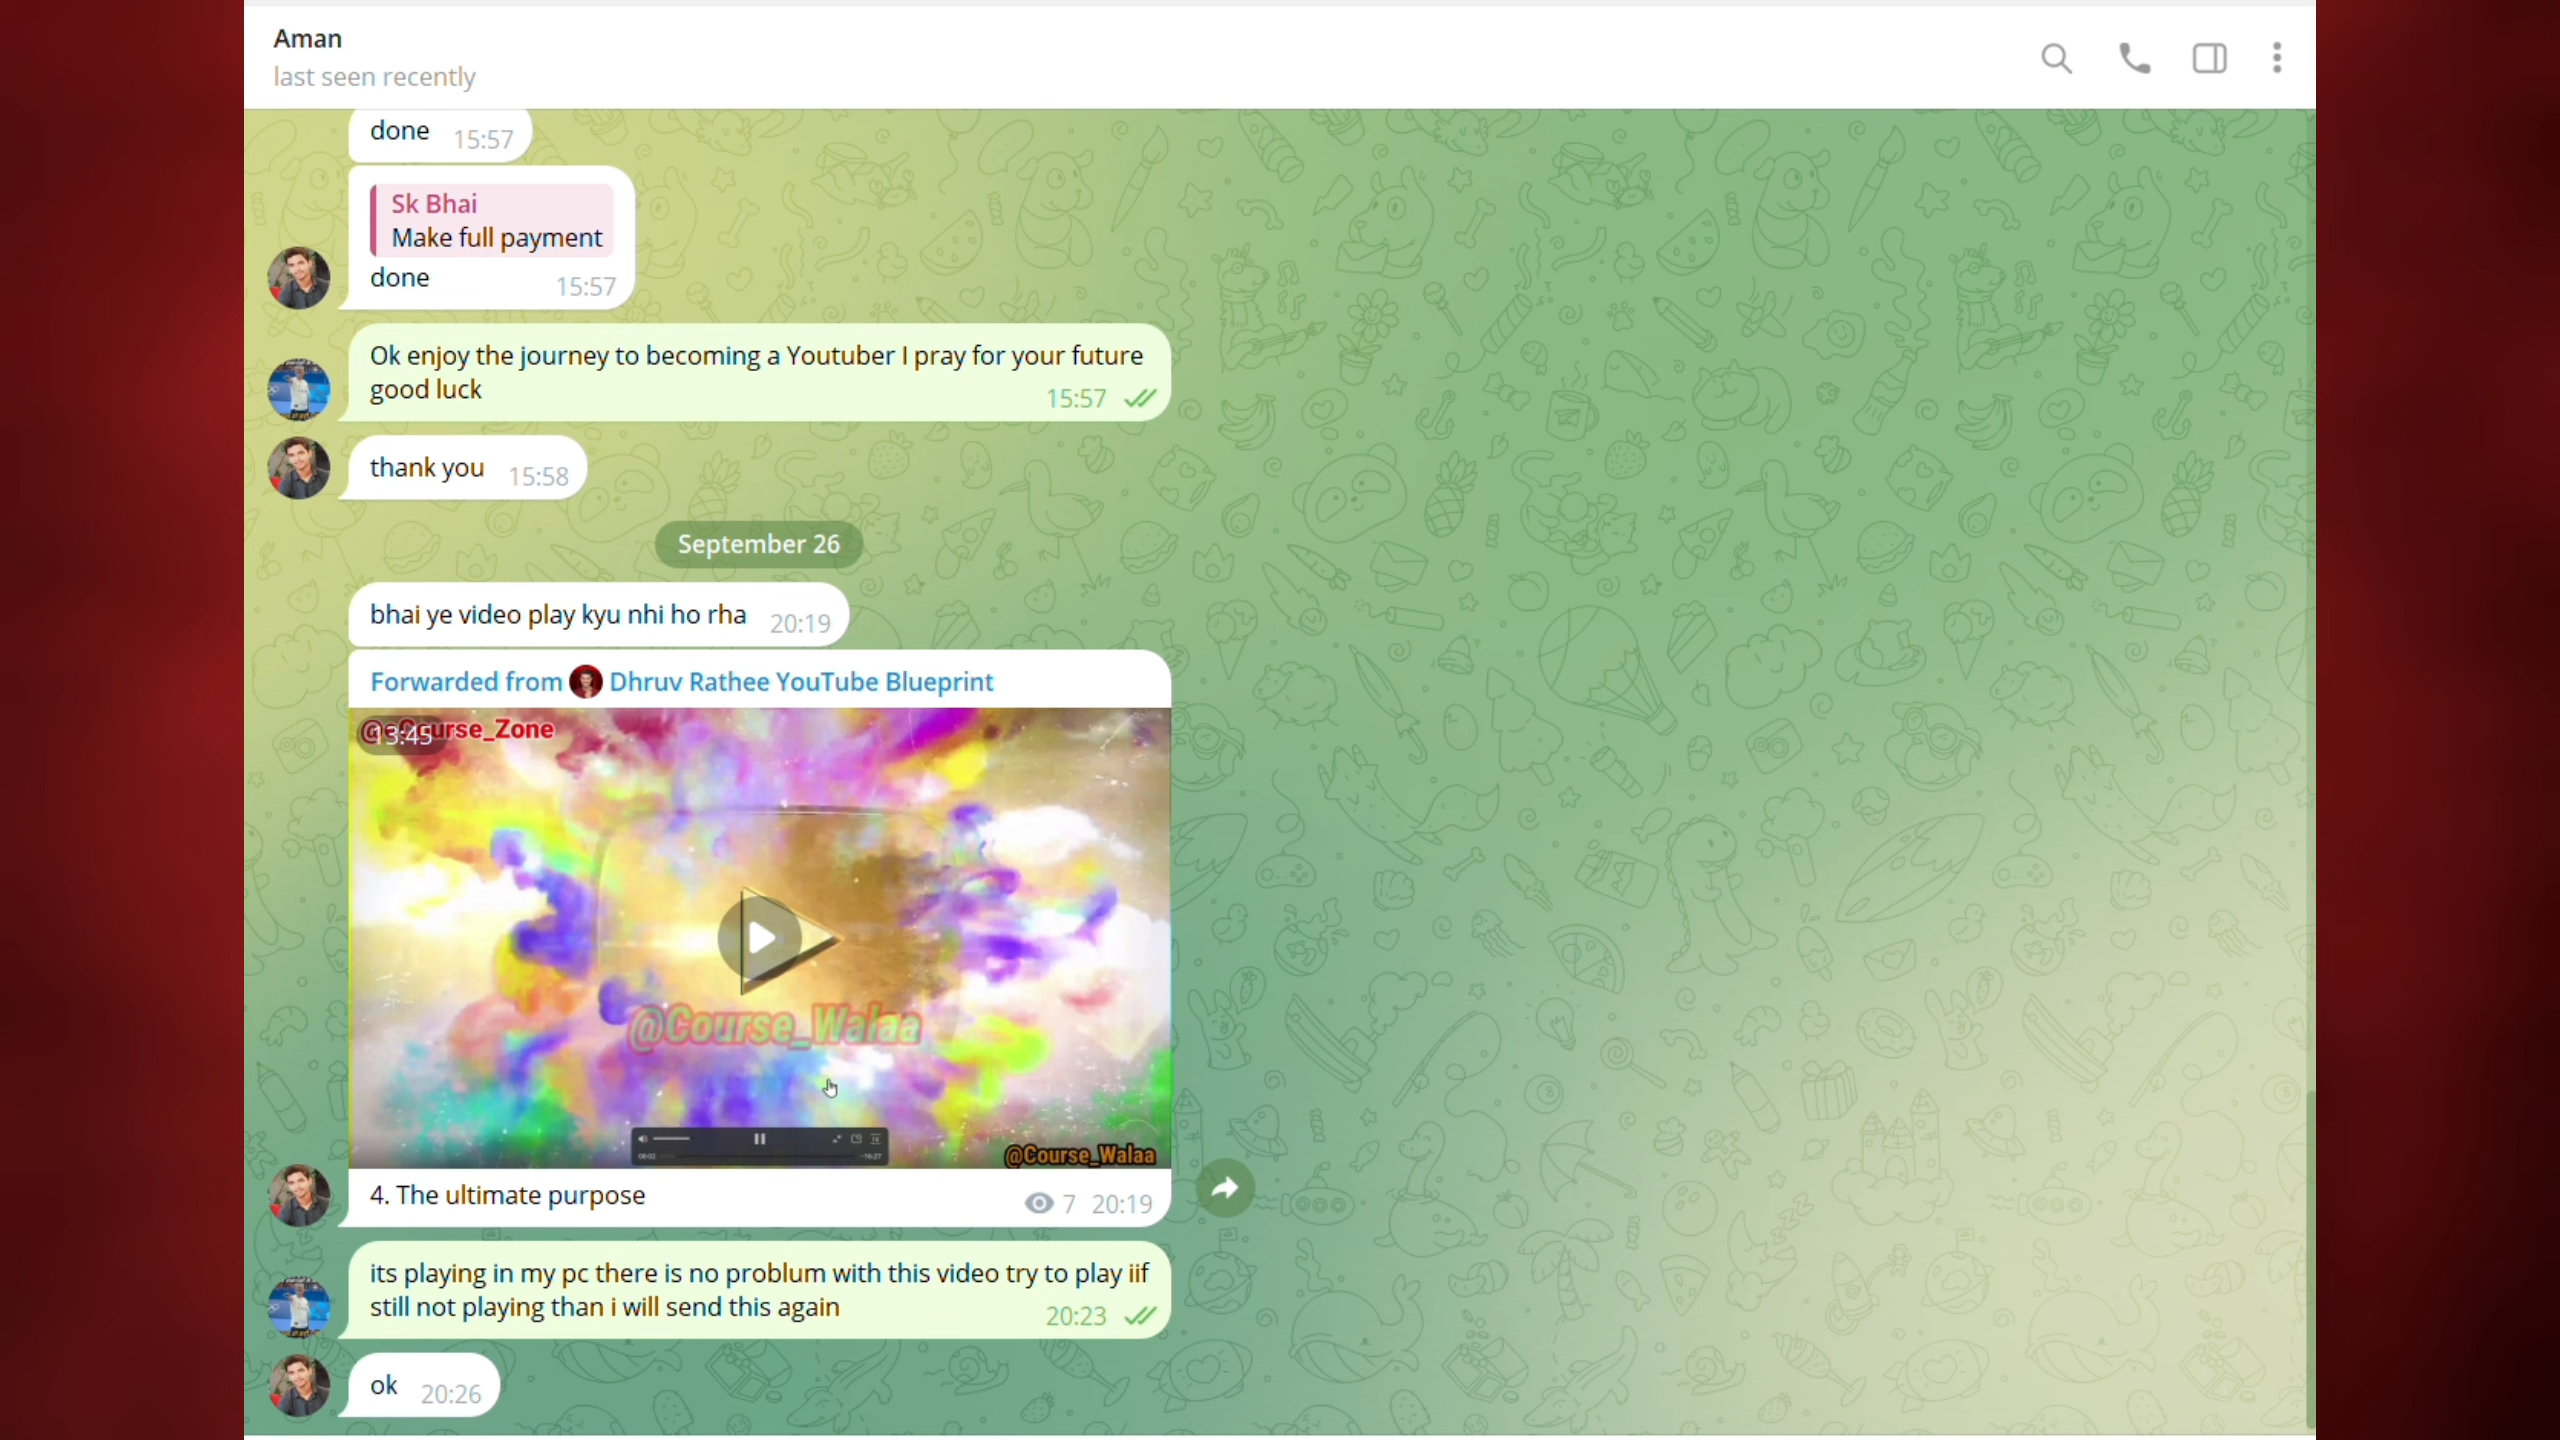 Aman
last seen recently
done 15:57
Sk Bhai
Make full payment
done 15:57
Ok enjoy the journey to becoming a Youtuber I pray for your future
good luck 15:57
thank you 15:58
September 26
bhai ye video play kyu nhi ho rha 20:19
Forwarded from Dhruv Rathee YouTube Blueprint
13:45
@Course_Walaa
@Course_Walaa
4. The ultimate purpose 7 20:19
its playing in my pc there is no problum with this video try to play iif
still not playing than i will send this again 20:23
ok 20:26